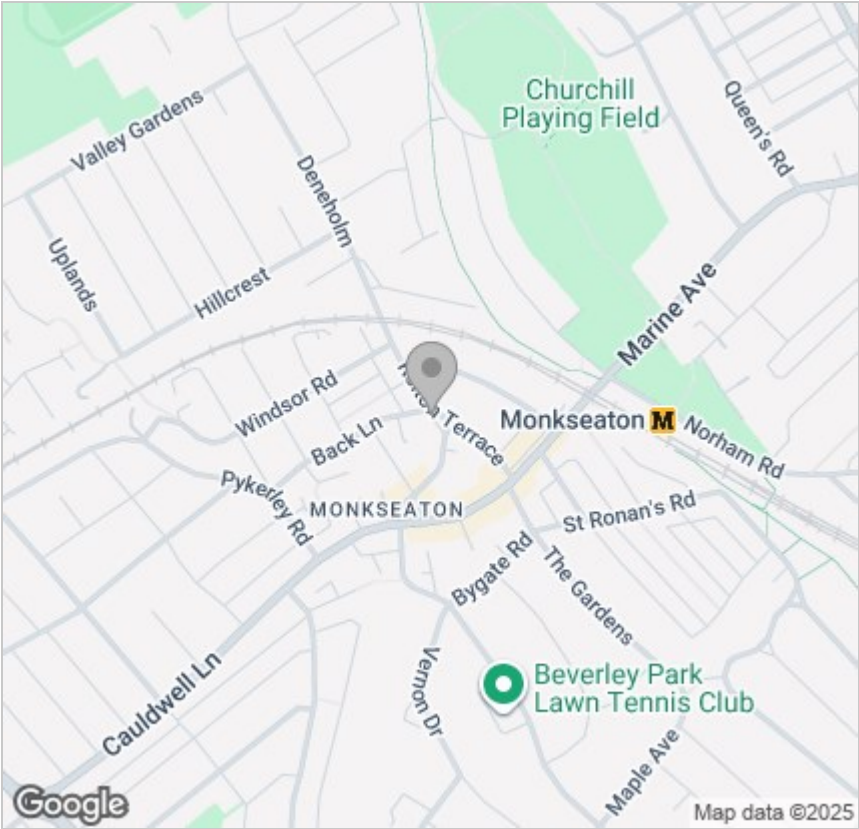 Churchill
Playing Field
Queen's Rd
Valley Gardens
Deneholm
Uplands
Hillcrest
Marine Ave
Windsor Rd
Terrace
Monkseaton M
Back Ln
Norham Rd
Pykerley Rd
MONKSEATON
St Ronan's Rd
Bygate Rd
The Gardens
Vernon Dr
Beverley Park
Lawn Tennis Club
Cauldwell Ln
Maple Ave
Google
Map data ©2025